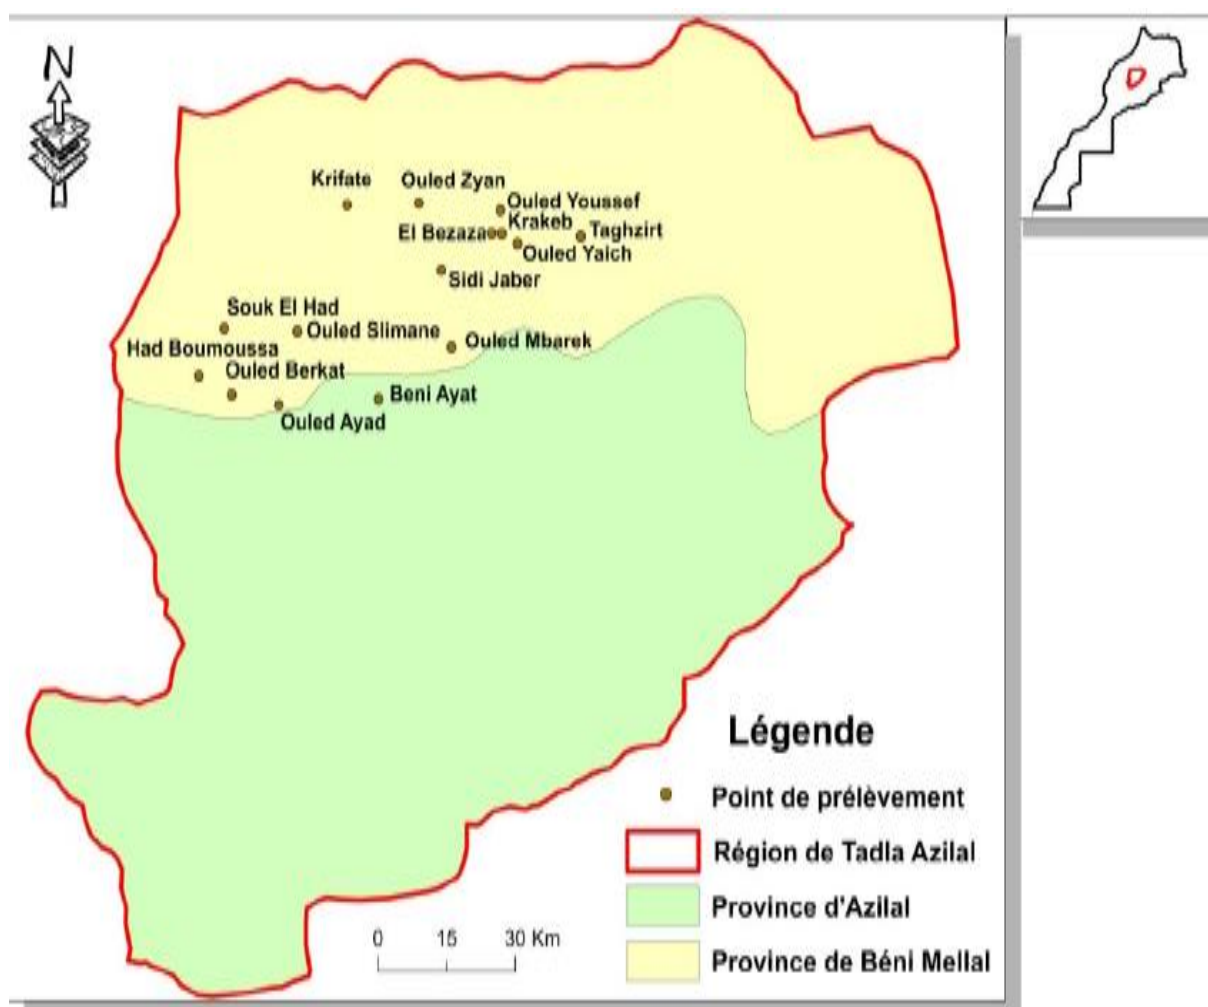 N
Krifate
Ouled Zyan
Ouled Youssef
El Bezaza
Krakeb
Taghzirt
Ouled Yaich
Sidi Jaber
Souk El Had
Ouled Slimane
Had Boumoussa
Ouled Mbarek
Ouled Berkat
Beni Ayat
Ouled Ayad
Légende
Point de prélèvement
Région de Tadla Azilal
Province d'Azilal
Province de Béni Mellal
0 15 30 Km